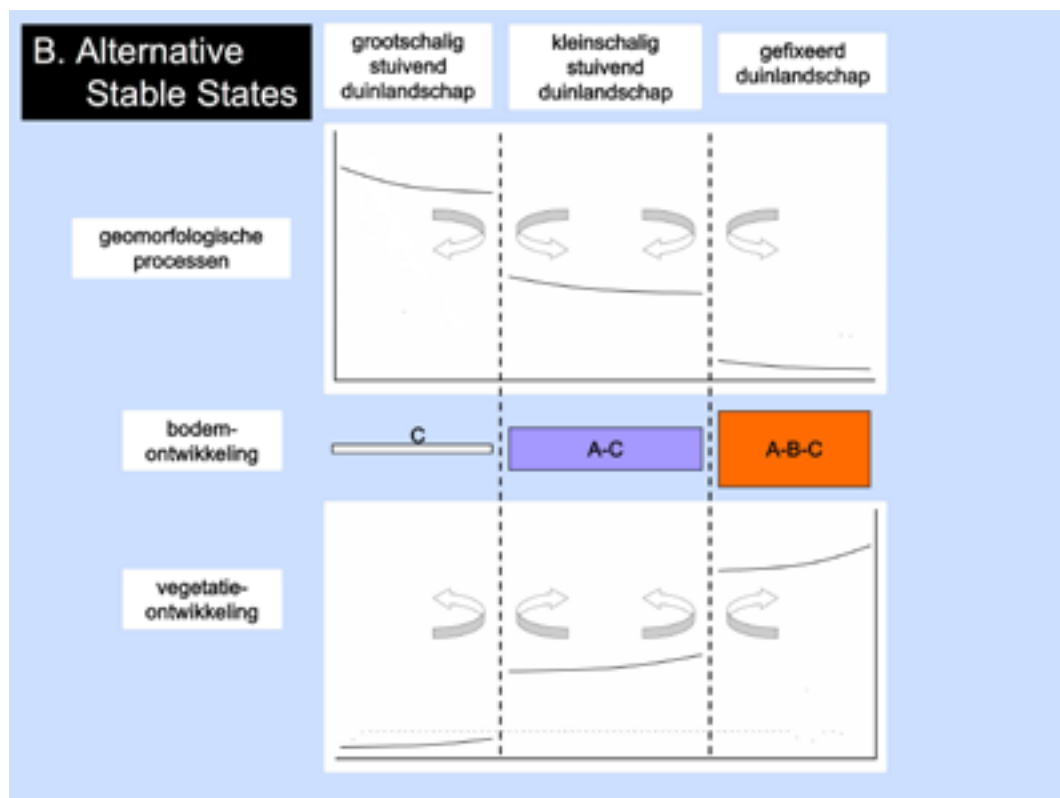 B. Alternative
Stable States
grootschalig
stuivend
duinlandschap
kleinschalig
stuivend
duinlandschap
gefixeerd
duinlandschap
geomorfologische
processen
bodem-
ontwikkeling
C
A-C
A-B-C
vegetatie-
ontwikkeling